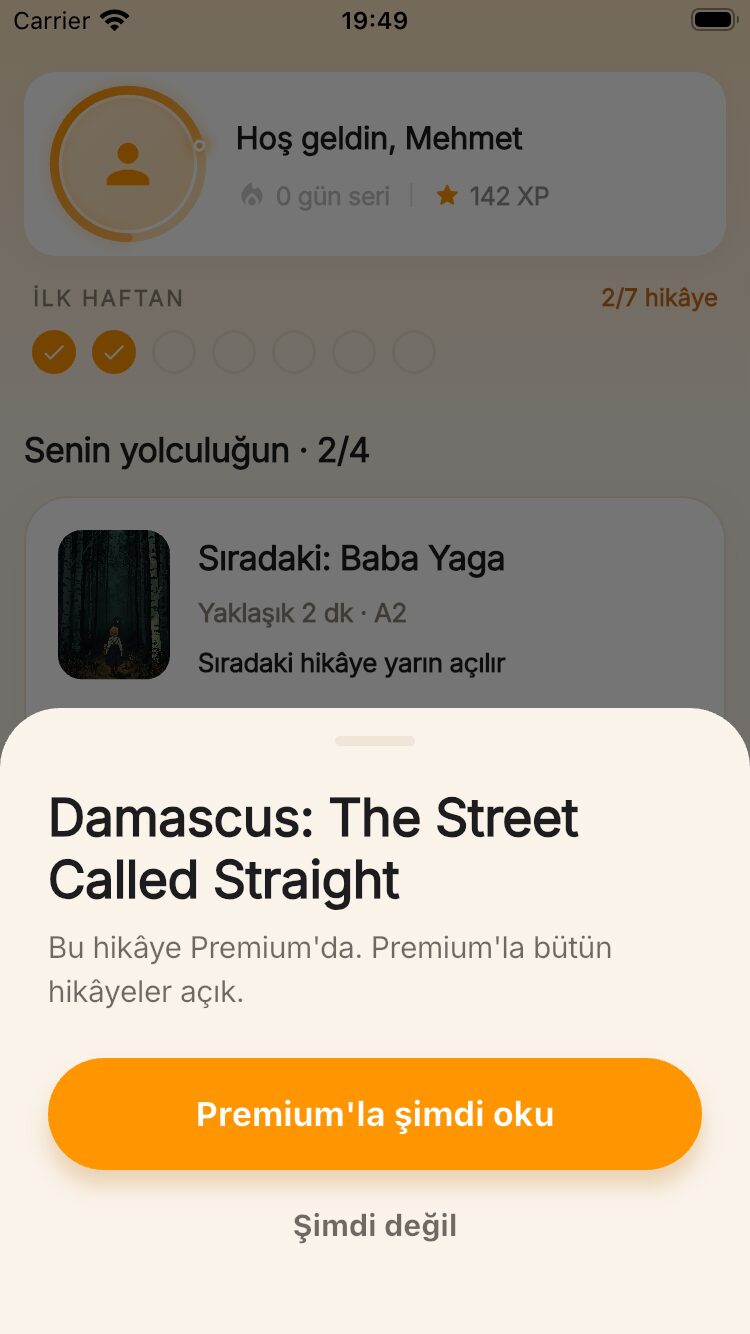 Carrier 19:49
Hoş geldin, Mehmet
0 gün seri 142 XP
İLK HAFTAN 2/7 hikâye
Senin yolculuğun · 2/4
Sıradaki: Baba Yaga
Yaklaşık 2 dk · A2
Sıradaki hikâye yarın açılır
Damascus: The Street
Called Straight
Bu hikâye Premium'da. Premium'la bütün
hikâyeler açık.
Premium'la şimdi oku
Şimdi değil